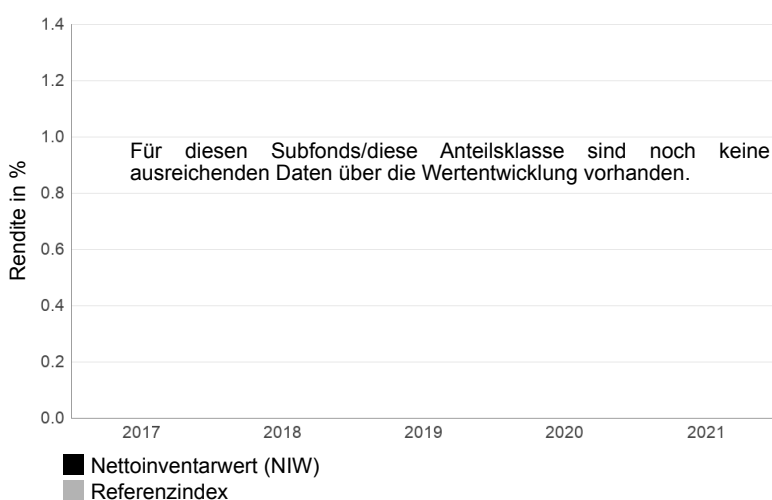 1.4
1.2
1.0
Für diesen Subfonds/diese Anteilsklasse sind noch keine
ausreichenden Daten über die Wertentwicklung vorhanden.
0.8
0.6
0.4
0.2
0.0
Rendite in %
2017 2018 2019 2020 2021
Nettoinventarwert (NIW)
Referenzindex